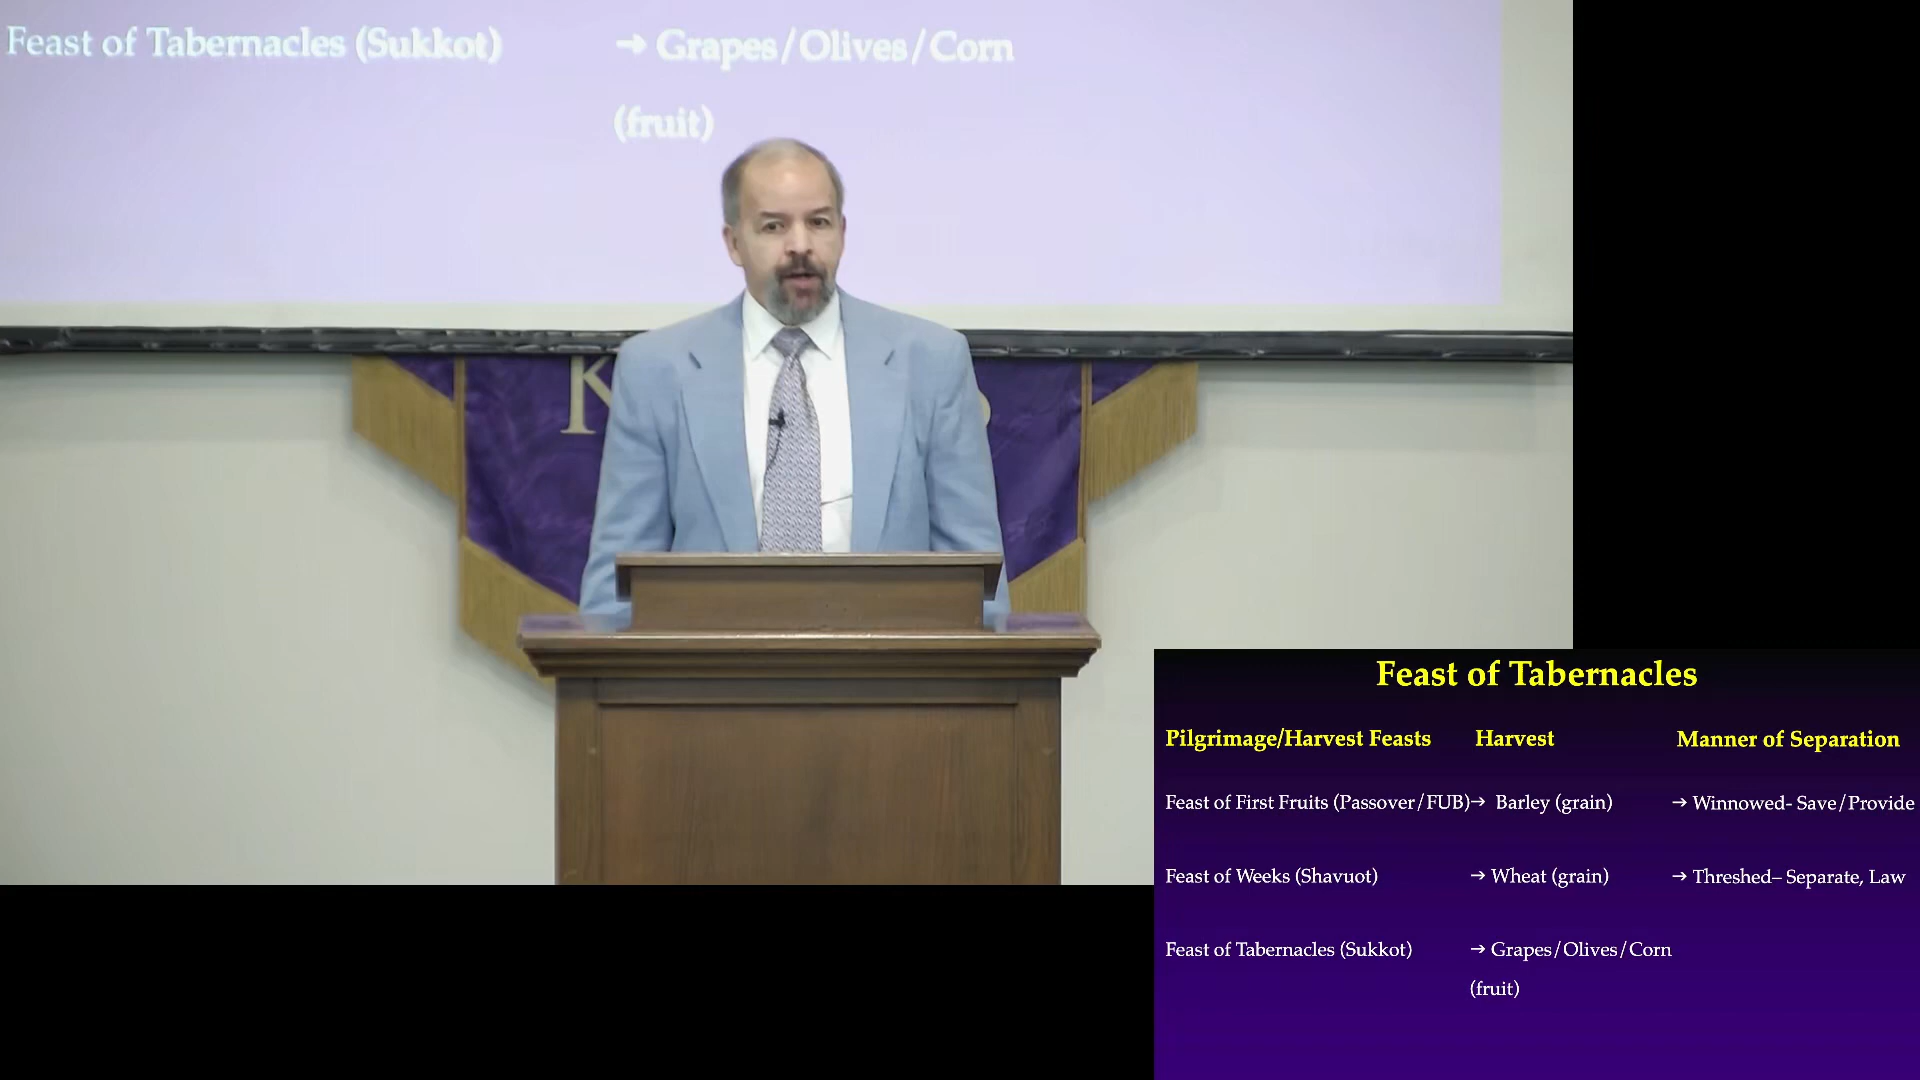 Feast of Tabernacles (Sukkot) → Grapes/Olives/Corn
(fruit)
K
Feast of Tabernacles
Pilgrimage/Harvest Feasts Harvest Manner of Separation
Feast of First Fruits (Passover/FUB)→ Barley (grain) → Winnowed- Save/Provide
Feast of Weeks (Shavuot) → Wheat (grain) → Threshed– Separate, Law
Feast of Tabernacles (Sukkot) → Grapes/Olives/Corn
(fruit)